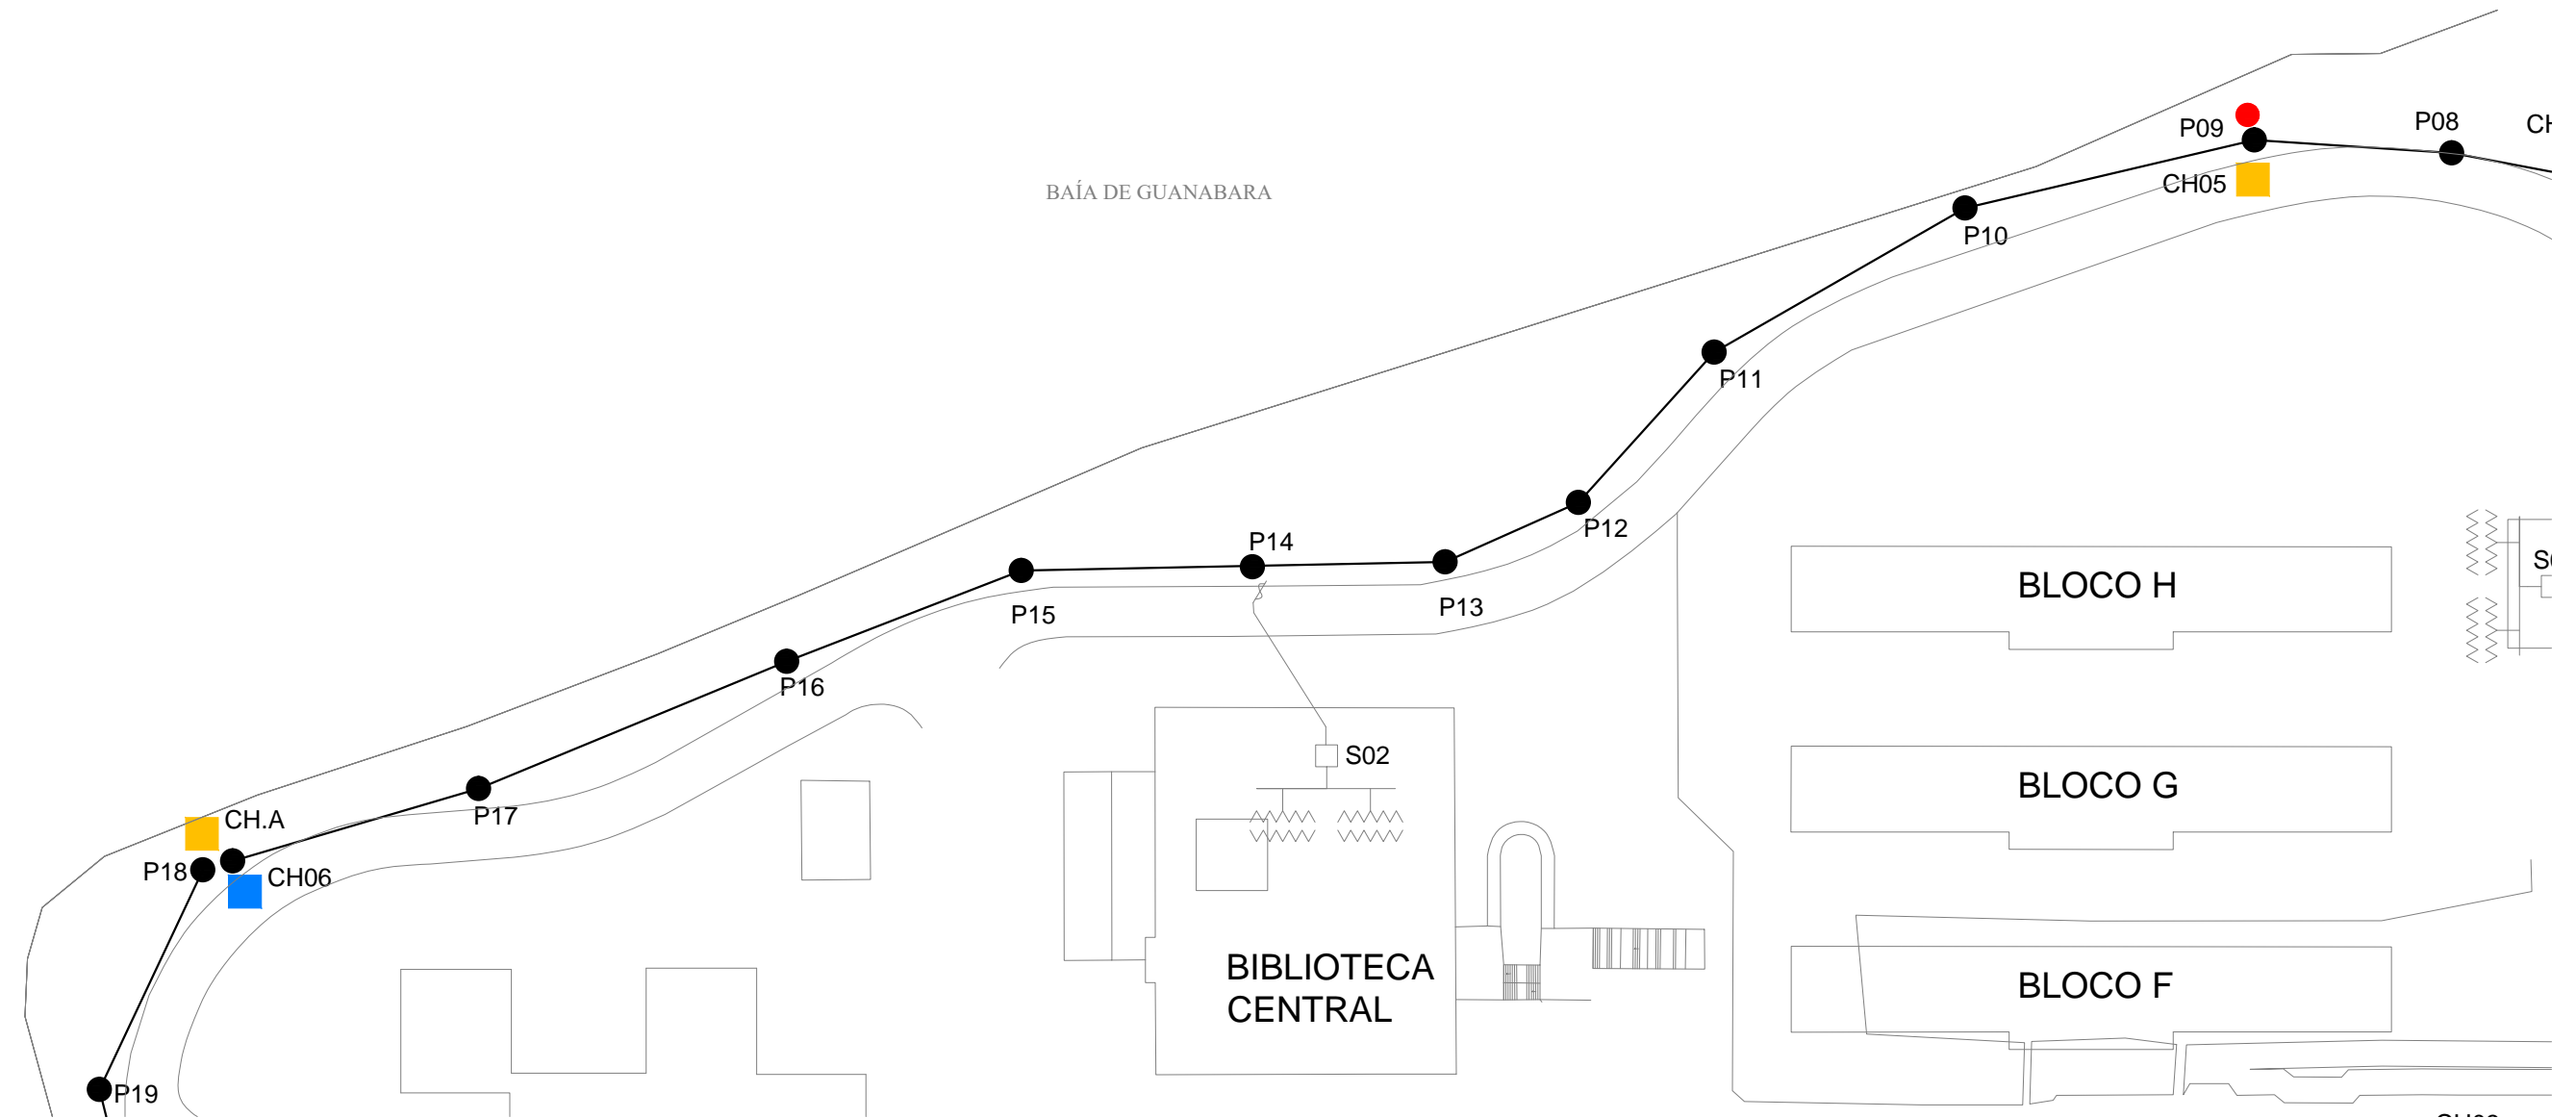 P08
CH
P09
CH05
BAÍA DE GUANABARA
P10
P11
P12
P14
BLOCO H
P13
P15
P16
S02
BLOCO G
P17
CH.A
P18
CH06
BIBLIOTECA
CENTRAL
BLOCO F
P19